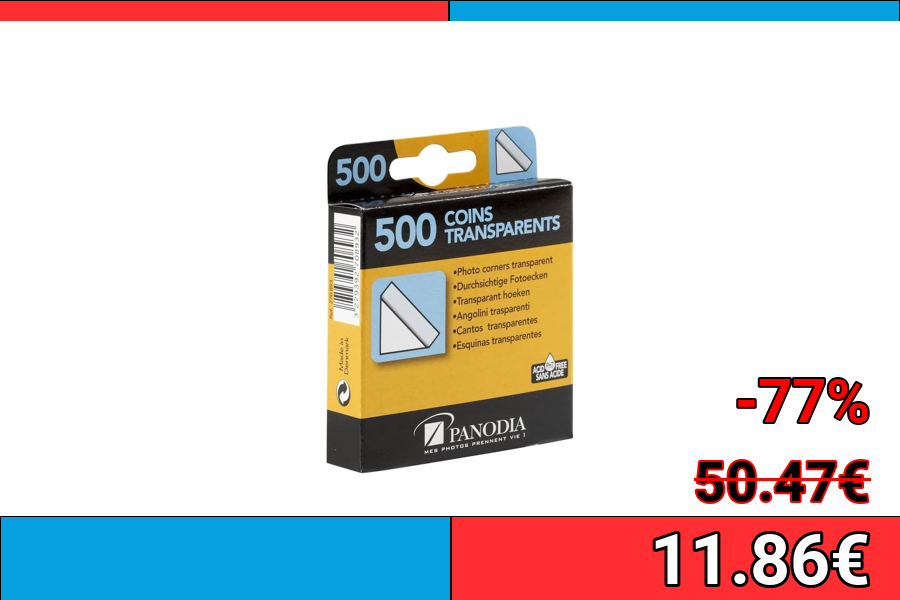 500
500 COINS
TRANSPARENTS
•Photo corners transparent
•Durchsichtige Fotoecken
•Transparant hoeken
•Angolini trasparenti
•Cantos transparentes
•Esquinas transparentes
Made in
Denmark
ACID FREE
SANS ACIDE
PANODIA
MES PHOTOS PRENNENT VIE !
-77%
50.47€
11.86€